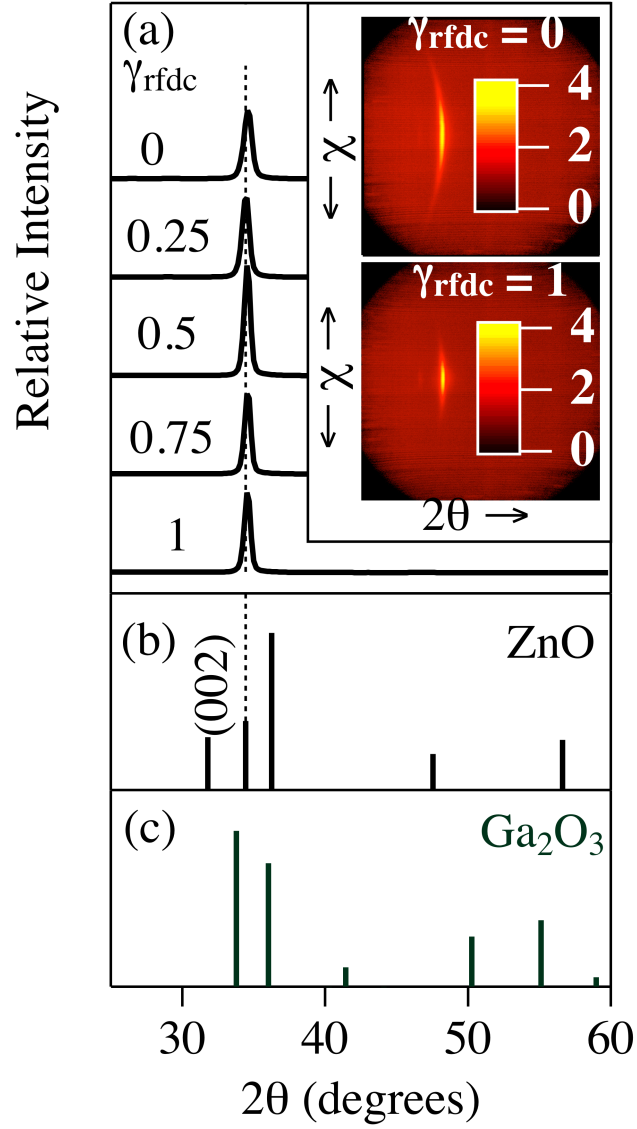 (a)
γrfdc
0
0.25
0.5
0.75
1
Relative Intensity
γrfdc = 0
4
2
0
← χ →
γrfdc = 1
4
2
0
← χ →
2θ →
(b)
(002)
ZnO
(c)
Ga₂O₃
30 40 50 60
2θ (degrees)